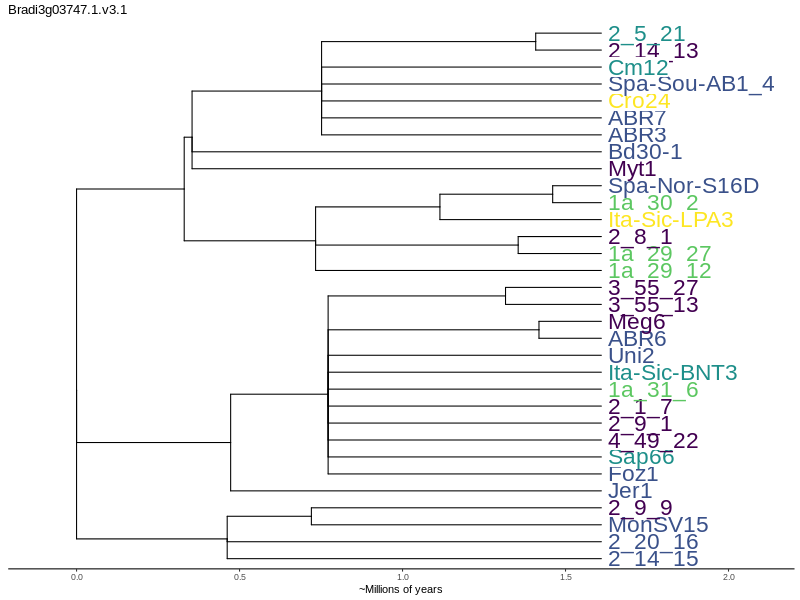 Bradi3g03747.1.v3.1
2_5_21
2_14_13
Cm12
Spa-Sou-AB1_4
Cro24
ABR7
ABR3
Bd30-1
Myt1
Spa-Nor-S16D
1a_30_2
Ita-Sic-LPA3
2_8_1
1a_29_27
1a_29_12
3_55_27
3_55_13
Meg6
ABR6
Uni2
Ita-Sic-BNT3
1a_31_6
2_1_7
2_9_1
4_49_22
Sap66
Foz1
Jer1
2_9_9
MonSV15
2_20_16
2_14_15
0.0 0.5 1.0 1.5 2.0
~Millions of years